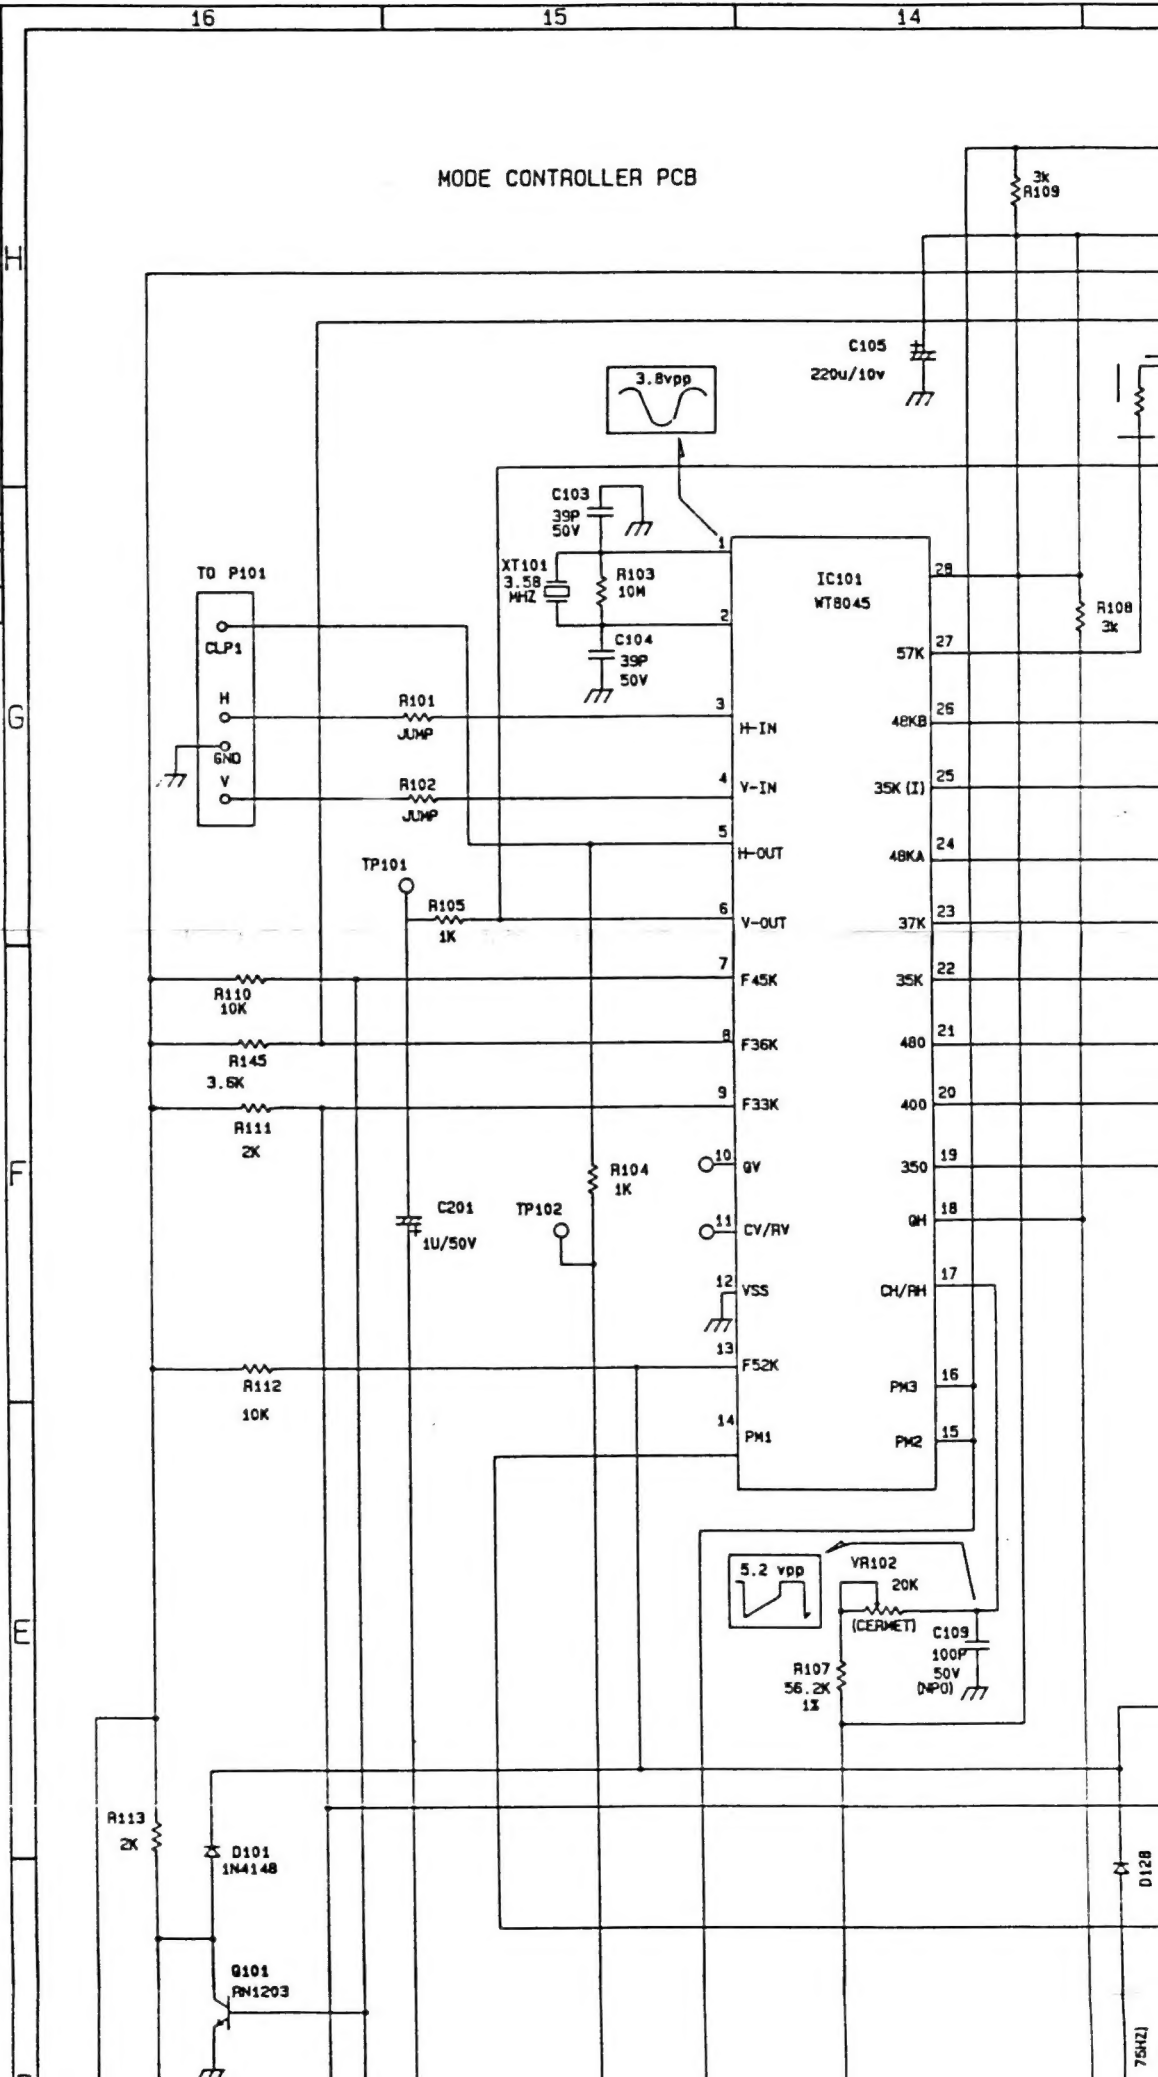 16
15
14
MODE CONTROLLER PCB
3k
R109
H
C105
220u/10v
3.8vpp
C103
39P
50V
TO P101
XT101
3.58
MHZ
R103
10M
1
2
IC101
WT8045
28
R108
3k
CLP1
C104
39P
50V
57K
27
G
H
R101
JUMP
3
H-IN
48KB
26
GND
V
R102
JUMP
4
V-IN
35K(I)
25
5
H-OUT
48KA
24
TP101
R105
1K
6
V-OUT
37K
23
R110
10K
7
F45K
35K
22
R145
3.6K
8
F36K
480
21
R111
2K
9
F33K
400
20
F
R104
1K
10
QV
350
19
C201
1U/50V
TP102
11
CV/RV
QH
18
12
VSS
CH/RH
17
R112
10K
13
F52K
PM3
16
14
PM1
PM2
15
5.2 vpp
VR102
20K
(CERMET)
E
C109
100P
50V
(NPO)
R107
56.2K
1%
R113
2K
D101
1N4148
D128
Q101
RN1203
75HZ)